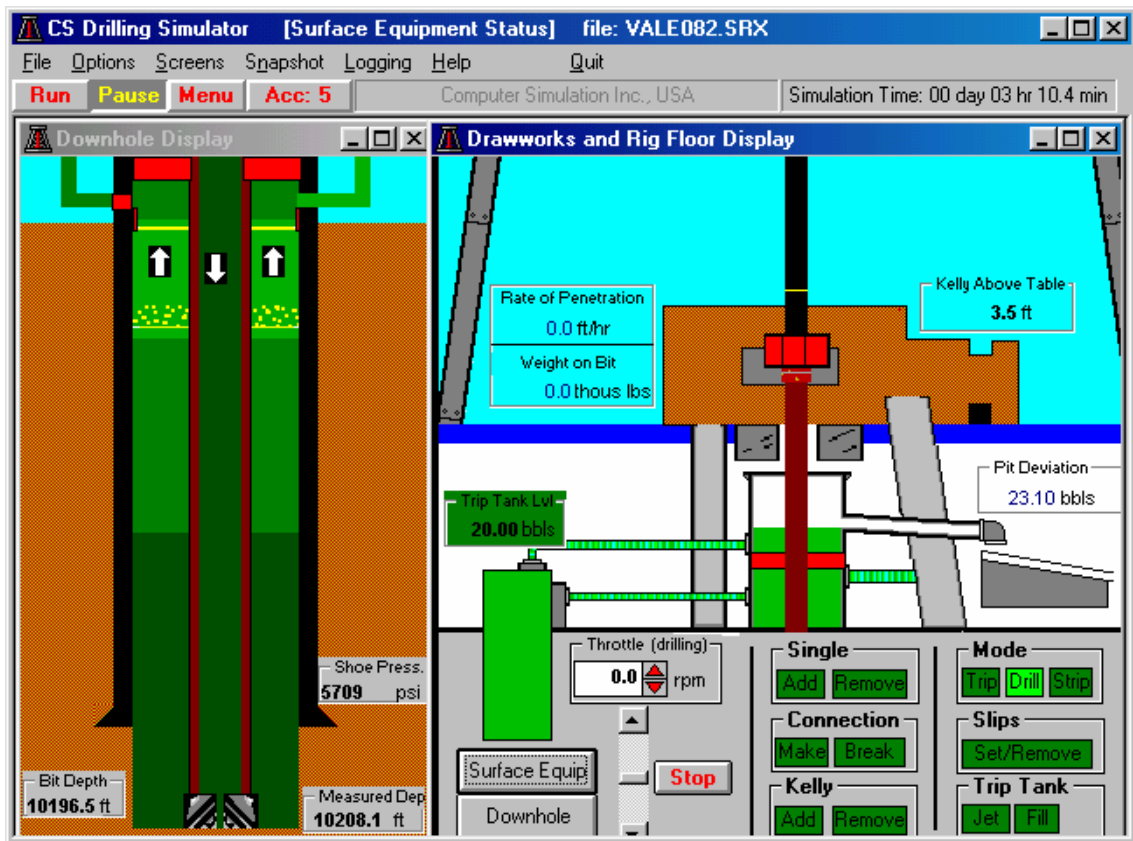 CS Drilling Simulator [Surface Equipment Status] file: VALE082.SRX
File Options Screens Snapshot Logging Help Quit
Run Pause Menu Acc: 5 Computer Simulation Inc., USA Simulation Time: 00 day 03 hr 10.4 min
Downhole Display
Shoe Press.
5709 psi
Bit Depth
10196.5 ft
Measured Dep
10208.1 ft
Drawworks and Rig Floor Display
Rate of Penetration
0.0 ft/hr
Weight on Bit
0.0 thous lbs
Kelly Above Table
3.5 ft
Pit Deviation
23.10 bbls
Trip Tank Lvl
20.00 bbls
Throttle (drilling)
0.0 rpm
Surface Equip
Downhole
Stop
Single
Add Remove
Connection
Make Break
Kelly
Add Remove
Mode
Trip Drill Strip
Slips
Set/Remove
Trip Tank
Jet Fill